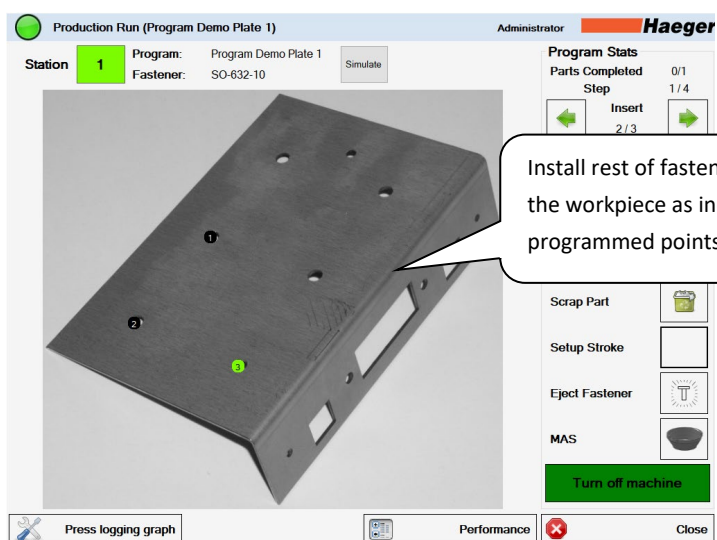 Production Run (Program Demo Plate 1)
Administrator
Haeger
Station
1
Program: Program Demo Plate 1
Fastener: SO-632-10
Simulate
Program Stats
Parts Completed 0/1
Step 1 / 4
Insert
2 / 3
Install rest of
the workpiece as in
programmed
1
2
3
Scrap Part
Setup Stroke
Eject Fastener
T
MAS
Turn off machine
Press logging graph
Performance
Close